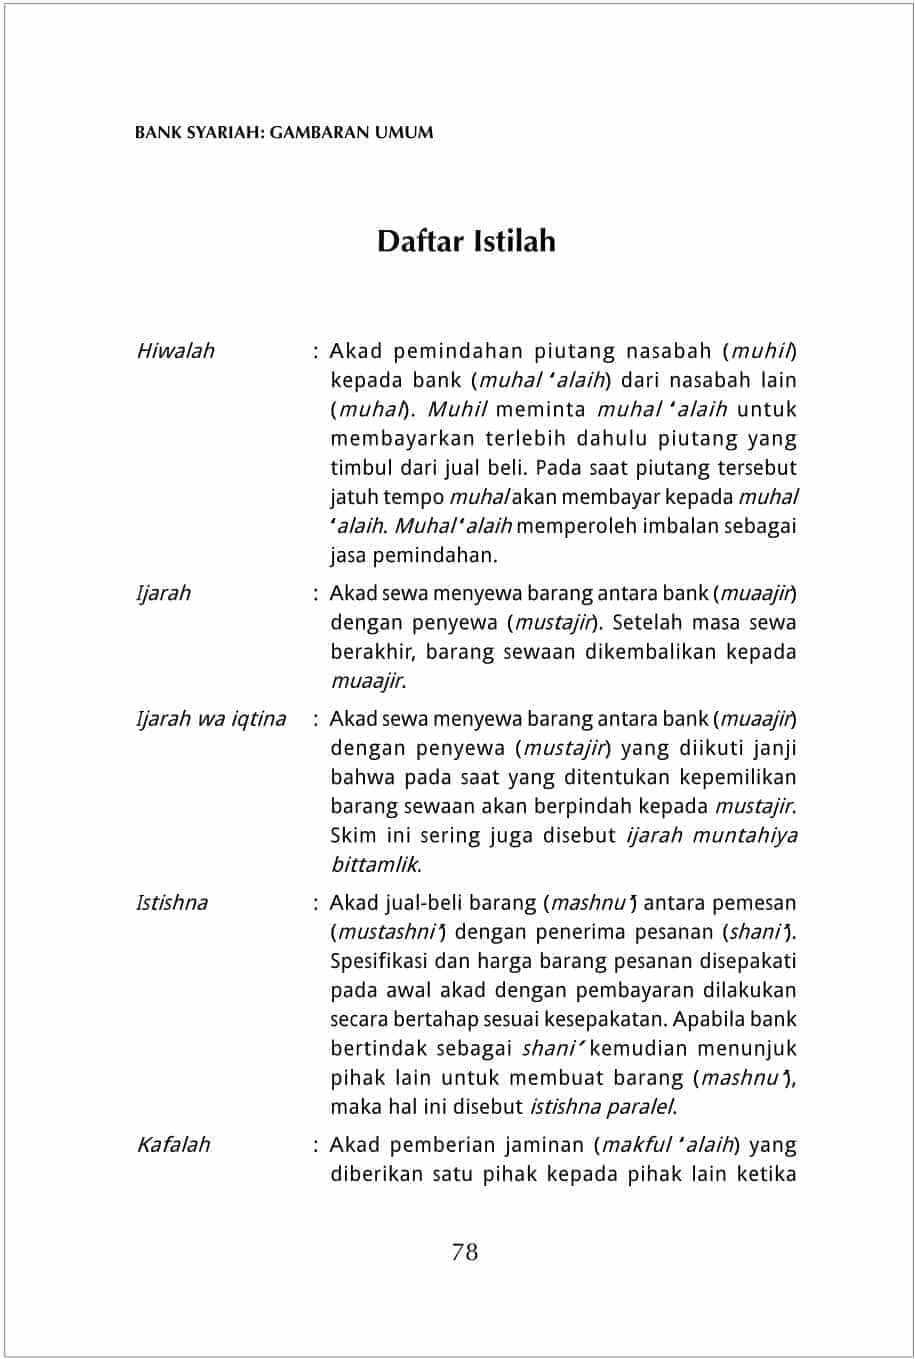 BANK SYARIAH: GAMBARAN UMUM
Daftar Istilah
Hiwalah : Akad pemindahan piutang nasabah (muhil)
kepada bank (muhal ‘alaih) dari nasabah lain
(muhal). Muhil meminta muhal ‘alaih untuk
membayarkan terlebih dahulu piutang yang
timbul dari jual beli. Pada saat piutang tersebut
jatuh tempo muhal akan membayar kepada muhal
‘alaih. Muhal ‘alaih memperoleh imbalan sebagai
jasa pemindahan.
Ijarah : Akad sewa menyewa barang antara bank (muaajir)
dengan penyewa (mustajir). Setelah masa sewa
berakhir, barang sewaan dikembalikan kepada
muaajir.
Ijarah wa iqtina : Akad sewa menyewa barang antara bank (muaajir)
dengan penyewa (mustajir) yang diikuti janji
bahwa pada saat yang ditentukan kepemilikan
barang sewaan akan berpindah kepada mustajir.
Skim ini sering juga disebut ijarah muntahiya
bittamlik.
Istishna : Akad jual-beli barang (mashnu’) antara pemesan
(mustashni’) dengan penerima pesanan (shani’).
Spesifikasi dan harga barang pesanan disepakati
pada awal akad dengan pembayaran dilakukan
secara bertahap sesuai kesepakatan. Apabila bank
bertindak sebagai shani’ kemudian menunjuk
pihak lain untuk membuat barang (mashnu’),
maka hal ini disebut istishna paralel.
Kafalah : Akad pemberian jaminan (makful ‘alaih) yang
diberikan satu pihak kepada pihak lain ketika
78